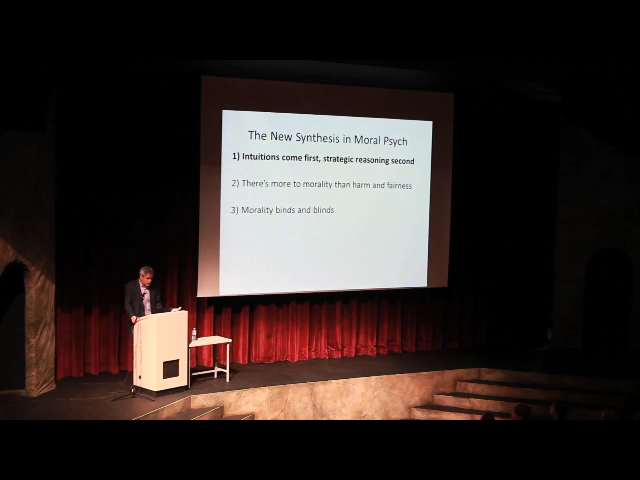 The New Synthesis in Moral Psych
1) Intuitions come first, strategic reasoning second
2) There's more to morality than harm and fairness
3) Morality binds and blinds